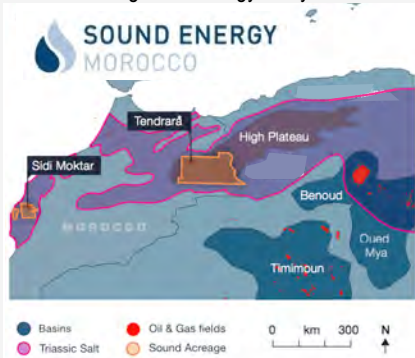 SOUND ENERGY
MOROCCO
Tendrara
High Plateau
Sidi Moktar
Benoud
MOROCCO
Oued
Mya
Timimoun
Basins
Oil & Gas fields
Triassic Salt
Sound Acreage
0 km 300
N